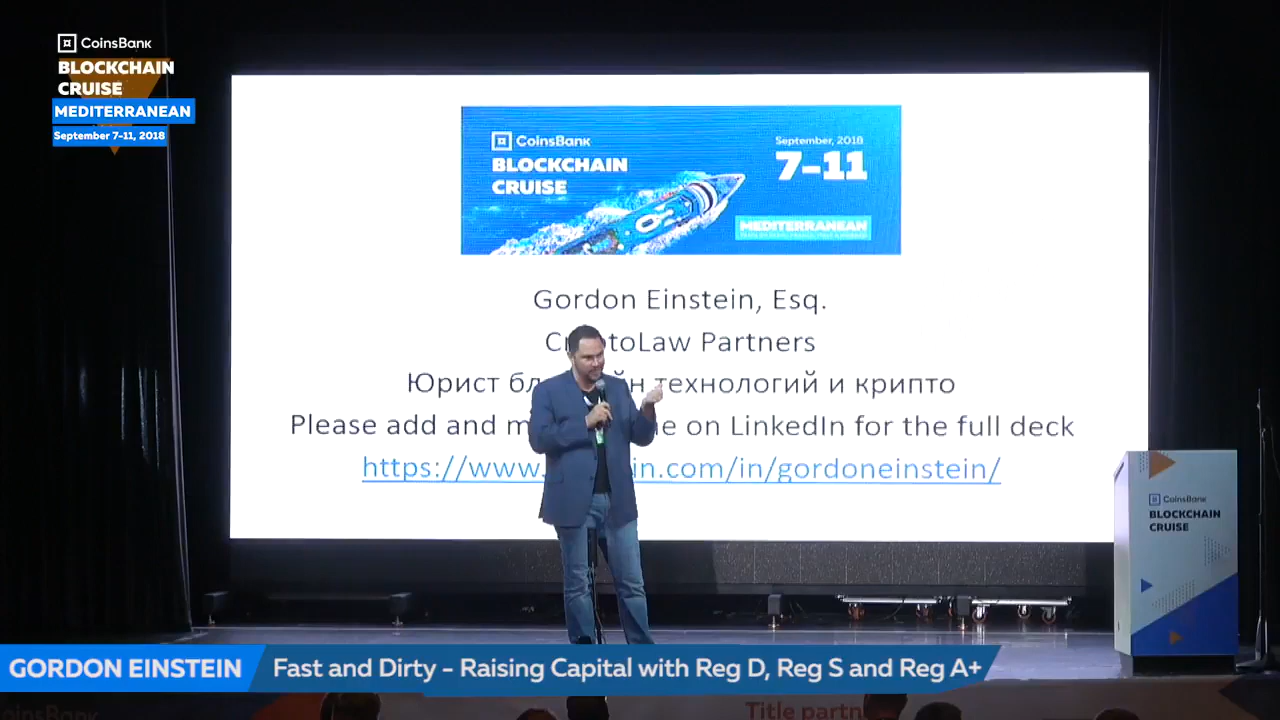 CoinsBank
BLOCKCHAIN
CRUISE
MEDITERRANEAN
September 7-11, 2018
CoinsBank
BLOCKCHAIN
CRUISE
September, 2018
7-11
MEDITERRANEAN
Gordon Einstein, Esq.
Partners
Юрист технологий и крипто
Please add and on LinkedIn for the full deck
https://www. in.com/in/gordoneinstein/
CoinsBank
BLOCKCHAIN
CRUISE
GORDON EINSTEIN
Fast and Dirty - Raising Capital with Reg D, Reg S and Reg A+
Title